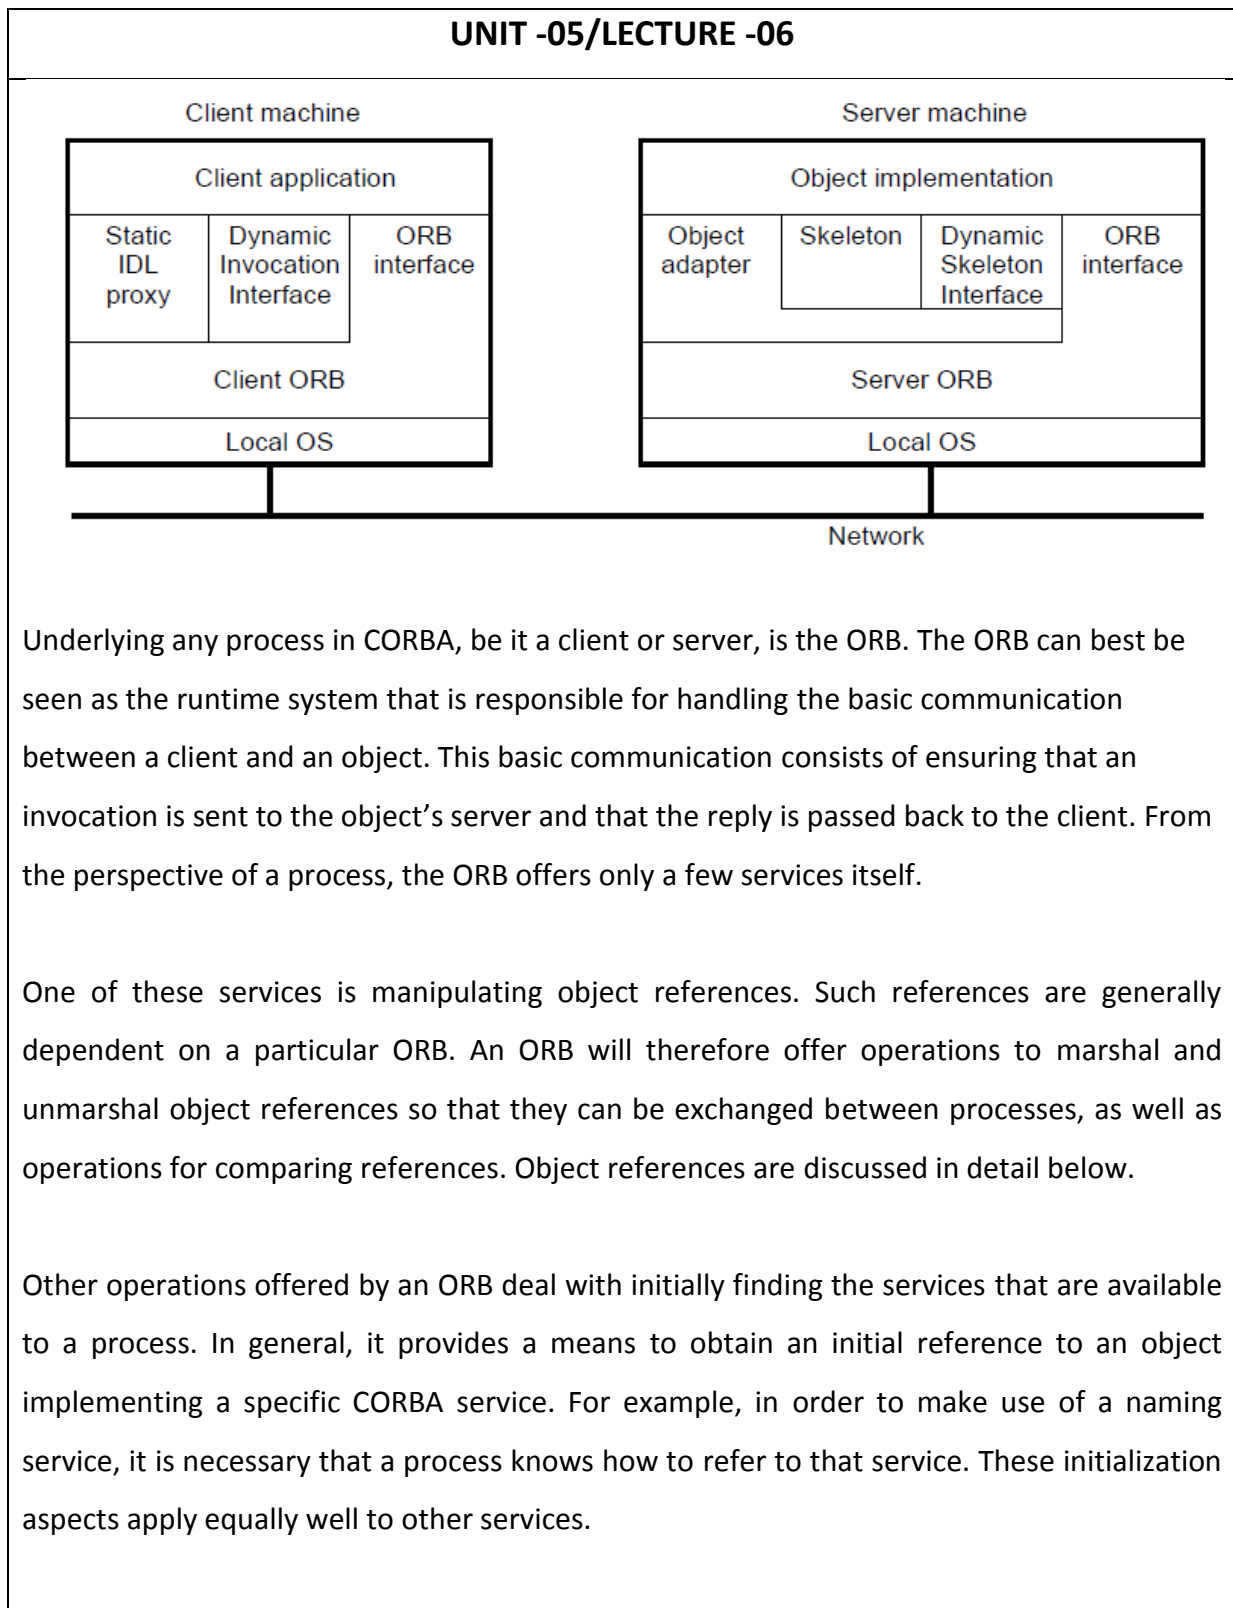 UNIT -05/LECTURE -06
Client machine
Server machine
Client application
Object implementation
Static
IDL
proxy
Dynamic
Invocation
Interface
ORB
interface
Object
adapter
Skeleton
Dynamic
Skeleton
Interface
ORB
interface
Client ORB
Server ORB
Local OS
Local OS
Network
Underlying any process in CORBA, be it a client or server, is the ORB. The ORB can best be
seen as the runtime system that is responsible for handling the basic communication
between a client and an object. This basic communication consists of ensuring that an
invocation is sent to the object’s server and that the reply is passed back to the client. From
the perspective of a process, the ORB offers only a few services itself.
One of these services is manipulating object references. Such references are generally
dependent on a particular ORB. An ORB will therefore offer operations to marshal and
unmarshal object references so that they can be exchanged between processes, as well as
operations for comparing references. Object references are discussed in detail below.
Other operations offered by an ORB deal with initially finding the services that are available
to a process. In general, it provides a means to obtain an initial reference to an object
implementing a specific CORBA service. For example, in order to make use of a naming
service, it is necessary that a process knows how to refer to that service. These initialization
aspects apply equally well to other services.